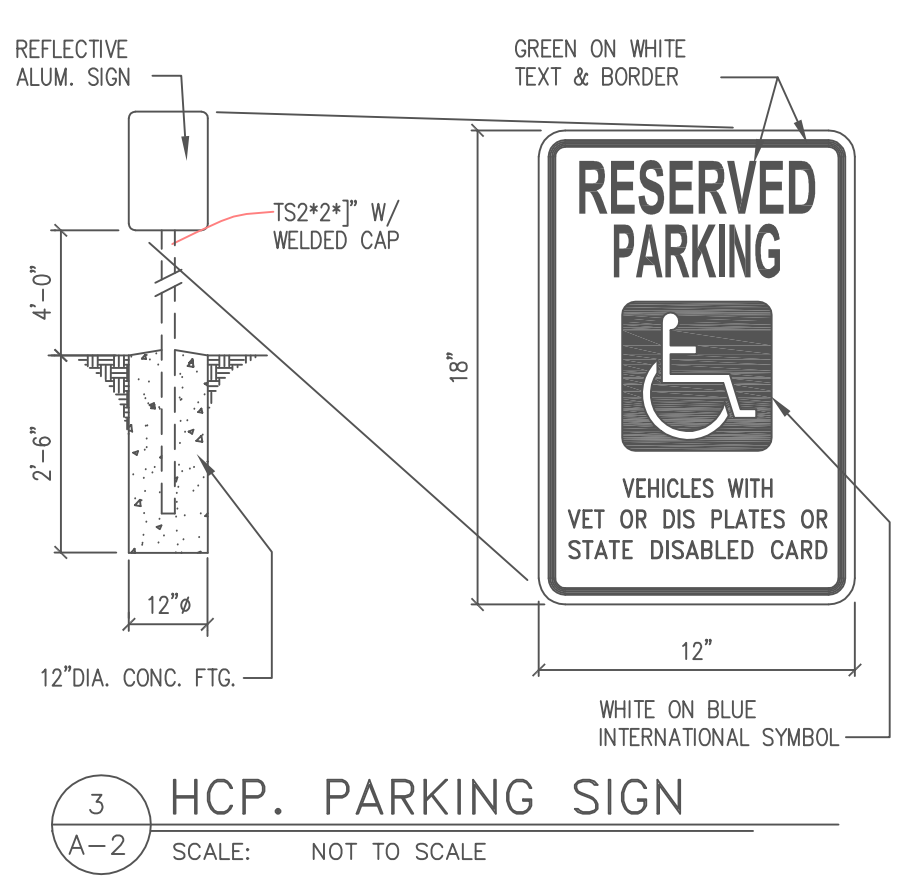 REFLECTIVE
ALUM. SIGN
GREEN ON WHITE
TEXT & BORDER
TS2*2*]" W/
WELDED CAP
4'-0"
2'-6"
12"ø
12"DIA. CONC. FTG.
18"
RESERVED
PARKING
VEHICLES WITH
VET OR DIS PLATES OR
STATE DISABLED CARD
12"
WHITE ON BLUE
INTERNATIONAL SYMBOL
3
A-2
HCP. PARKING SIGN
SCALE: NOT TO SCALE